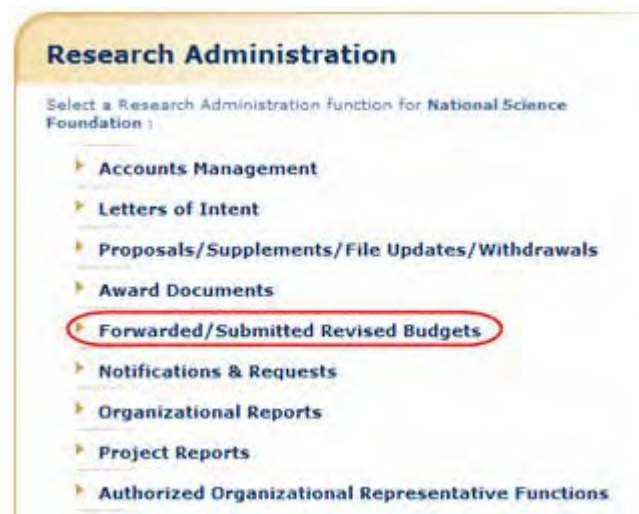 Research Administration
Select a Research Administration function for National Science
Foundation :
Accounts Management
Letters of Intent
Proposals/Supplements/File Updates/Withdrawals
Award Documents
Forwarded/Submitted Revised Budgets
Notifications & Requests
Organizational Reports
Project Reports
Authorized Organizational Representative Functions